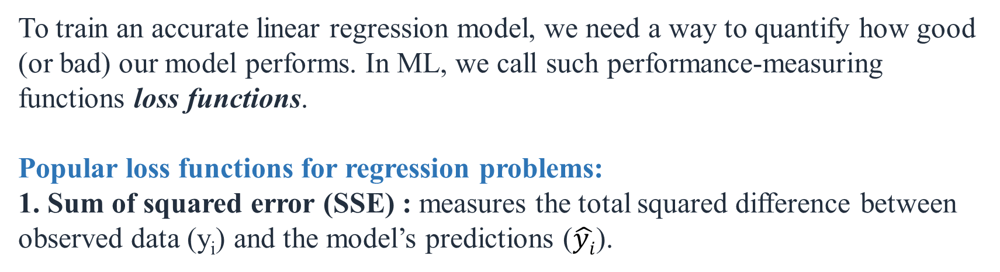 To train an accurate linear regression model, we need a way to quantify how good
(or bad) our model performs. In ML, we call such performance-measuring
functions loss functions.
Popular loss functions for regression problems:
1. Sum of squared error (SSE) : measures the total squared difference between
observed data (yᵢ) and the model’s predictions (ŷᵢ).